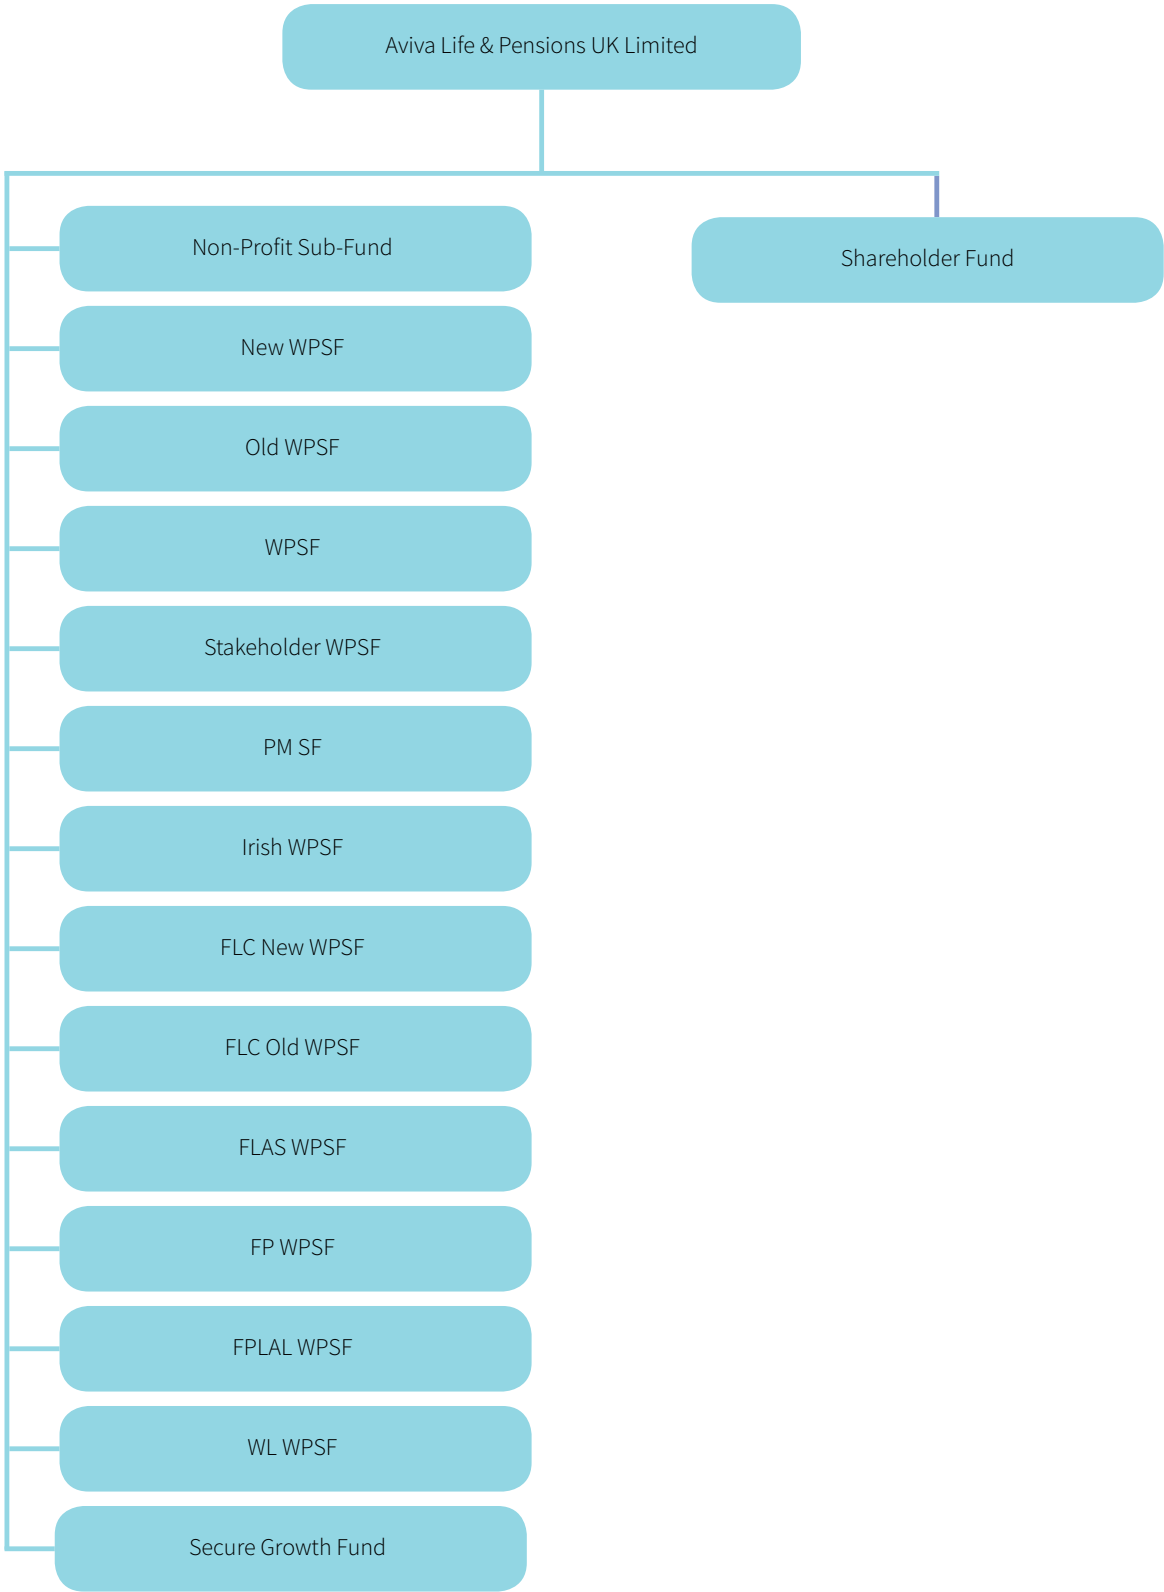 Aviva Life & Pensions UK Limited
Non-Profit Sub-Fund
Shareholder Fund
New WPSF
Old WPSF
WPSF
Stakeholder WPSF
PM SF
Irish WPSF
FLC New WPSF
FLC Old WPSF
FLAS WPSF
FP WPSF
FPLAL WPSF
WL WPSF
Secure Growth Fund